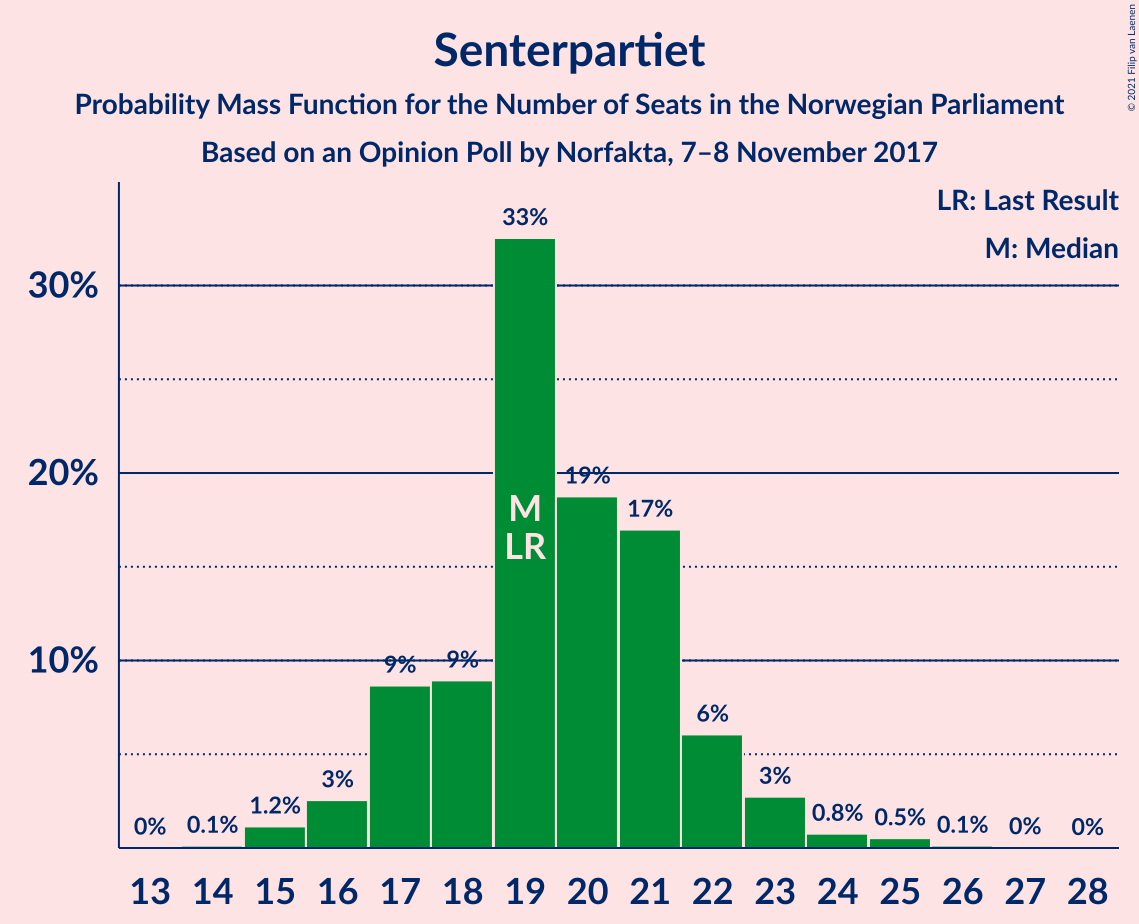 Senterpartiet
Probability Mass Function for the Number of Seats in the Norwegian Parliament
Based on an Opinion Poll by Norfakta, 7–8 November 2017
© 2021 Filip van Laenen
LR: Last Result
M: Median
30%
20%
10%
0%
0.1%
1.2%
3%
9%
9%
33%
19%
17%
6%
3%
0.8%
0.5%
0.1%
0%
0%
M
LR
13 14 15 16 17 18 19 20 21 22 23 24 25 26 27 28